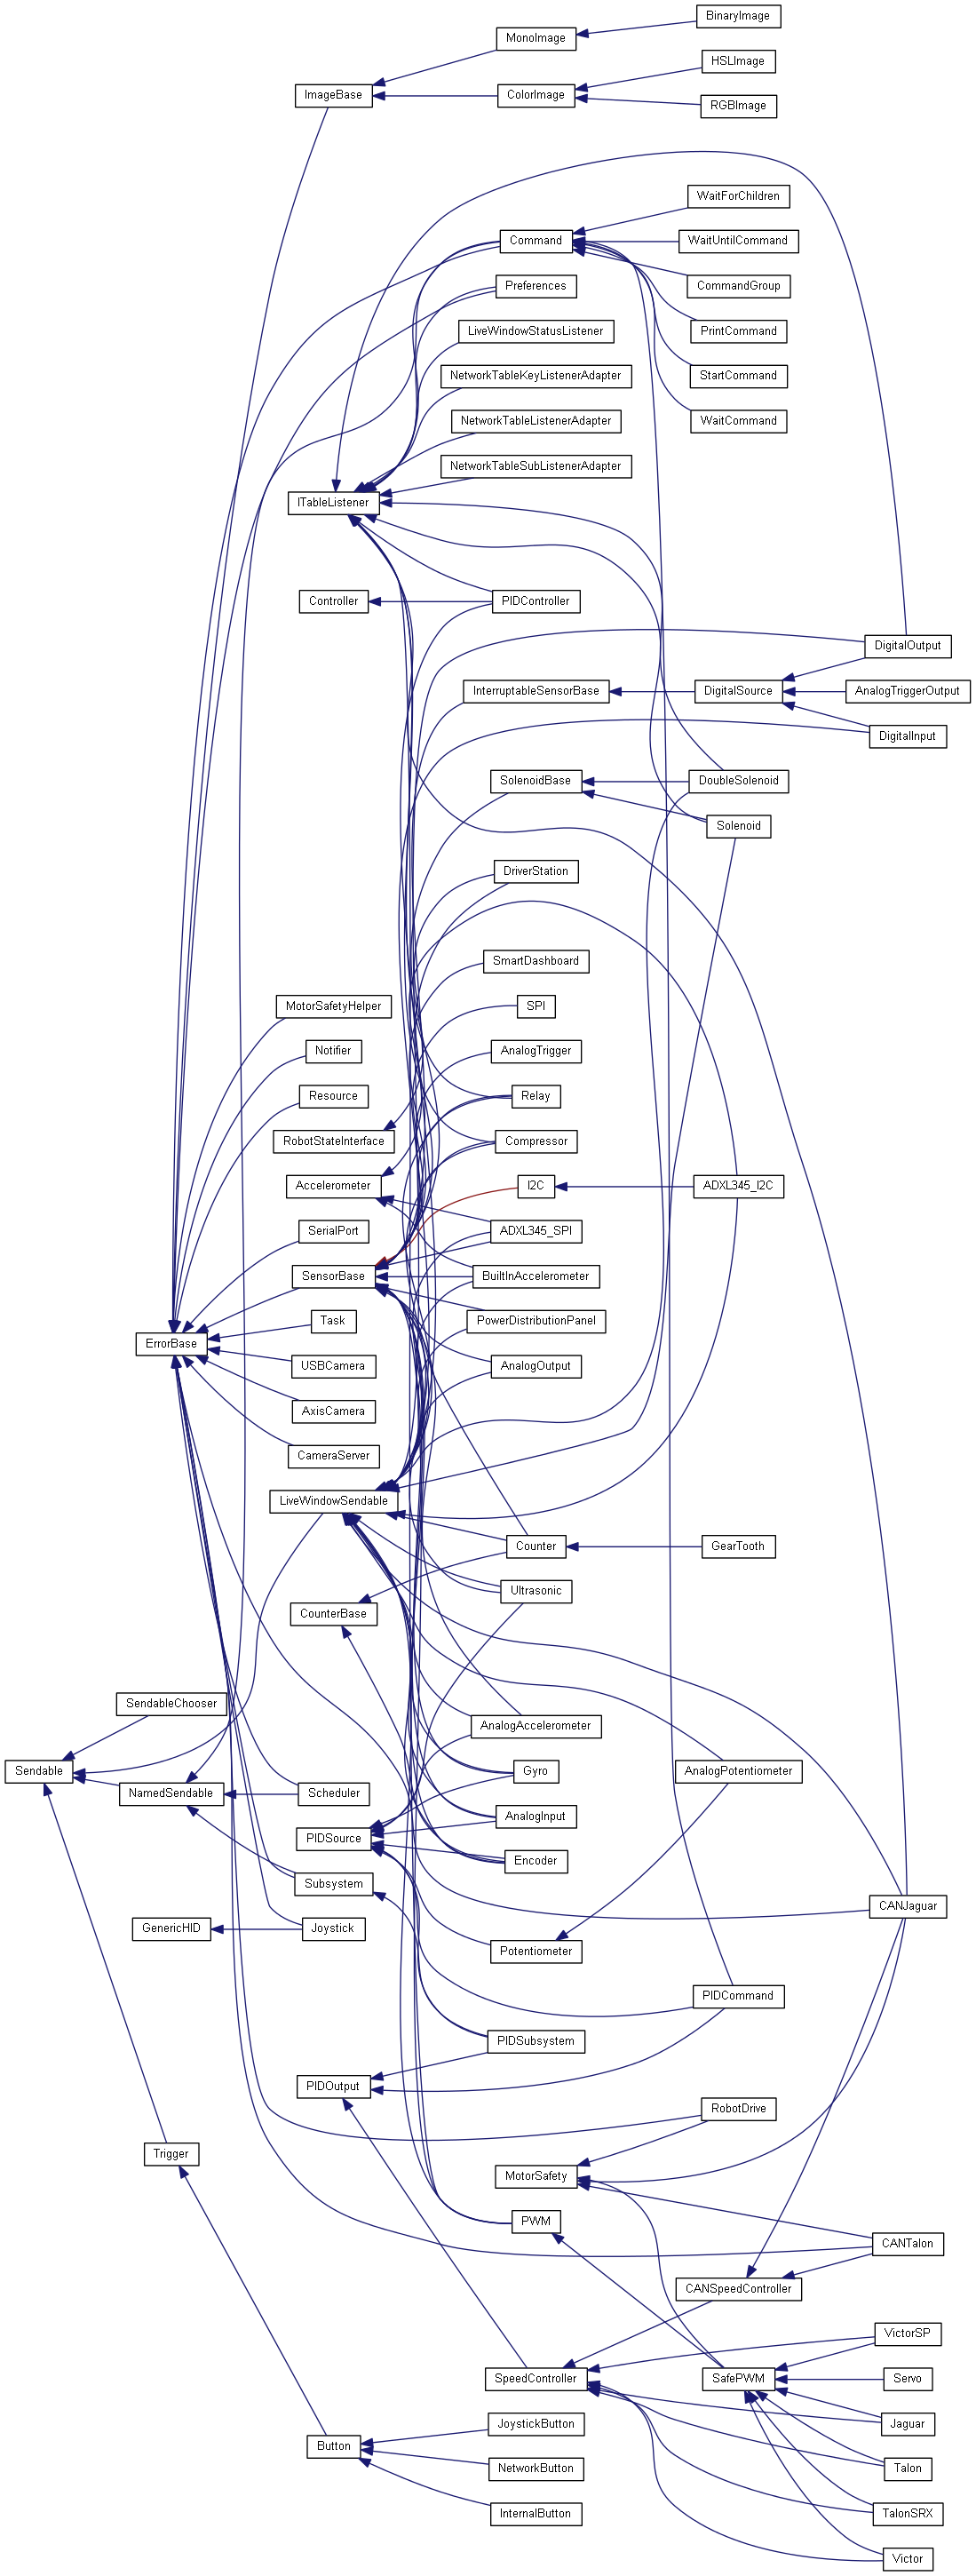 BinaryImage
MonoImage
HSLImage
ImageBase
ColorImage
RGBImage
WaitForChildren
Command
WaitUntilCommand
Preferences
CommandGroup
LiveWindowStatusListener
PrintCommand
NetworkTableKeyListenerAdapter
StartCommand
NetworkTableListenerAdapter
WaitCommand
NetworkTableSubListenerAdapter
ITableListener
Controller
PIDController
DigitalOutput
InterruptableSensorBase
DigitalSource
AnalogTriggerOutput
DigitalInput
SolenoidBase
DoubleSolenoid
Solenoid
DriverStation
SmartDashboard
MotorSafetyHelper
SPI
Notifier
AnalogTrigger
Resource
Relay
RobotStateInterface
Compressor
Accelerometer
I2C
ADXL345_I2C
SerialPort
ADXL345_SPI
SensorBase
BuiltInAccelerometer
Task
PowerDistributionPanel
ErrorBase
USBCamera
AnalogOutput
AxisCamera
CameraServer
LiveWindowSendable
Counter
GearTooth
Ultrasonic
CounterBase
SendableChooser
AnalogAccelerometer
Sendable
Gyro
AnalogPotentiometer
NamedSendable
Scheduler
AnalogInput
PIDSource
Encoder
Subsystem
CANJaguar
GenericHID
Joystick
Potentiometer
PIDCommand
PIDSubsystem
PIDOutput
RobotDrive
Trigger
MotorSafety
PWM
CANTalon
CANSpeedController
VictorSP
SpeedController
SafePWM
Servo
JoystickButton
Jaguar
Button
NetworkButton
Talon
InternalButton
TalonSRX
Victor